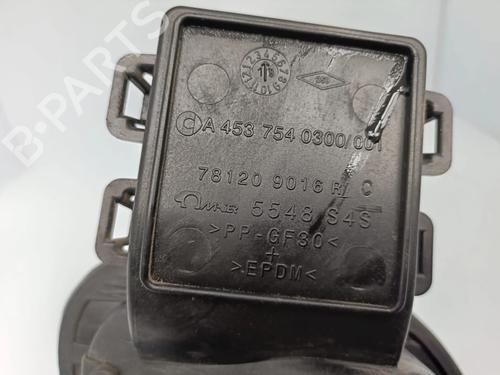 B-PARTS
A 453 754 0300/001
78120 9016 R/ C
5548 S4S
>PP-GF30<
+
>EPDM<